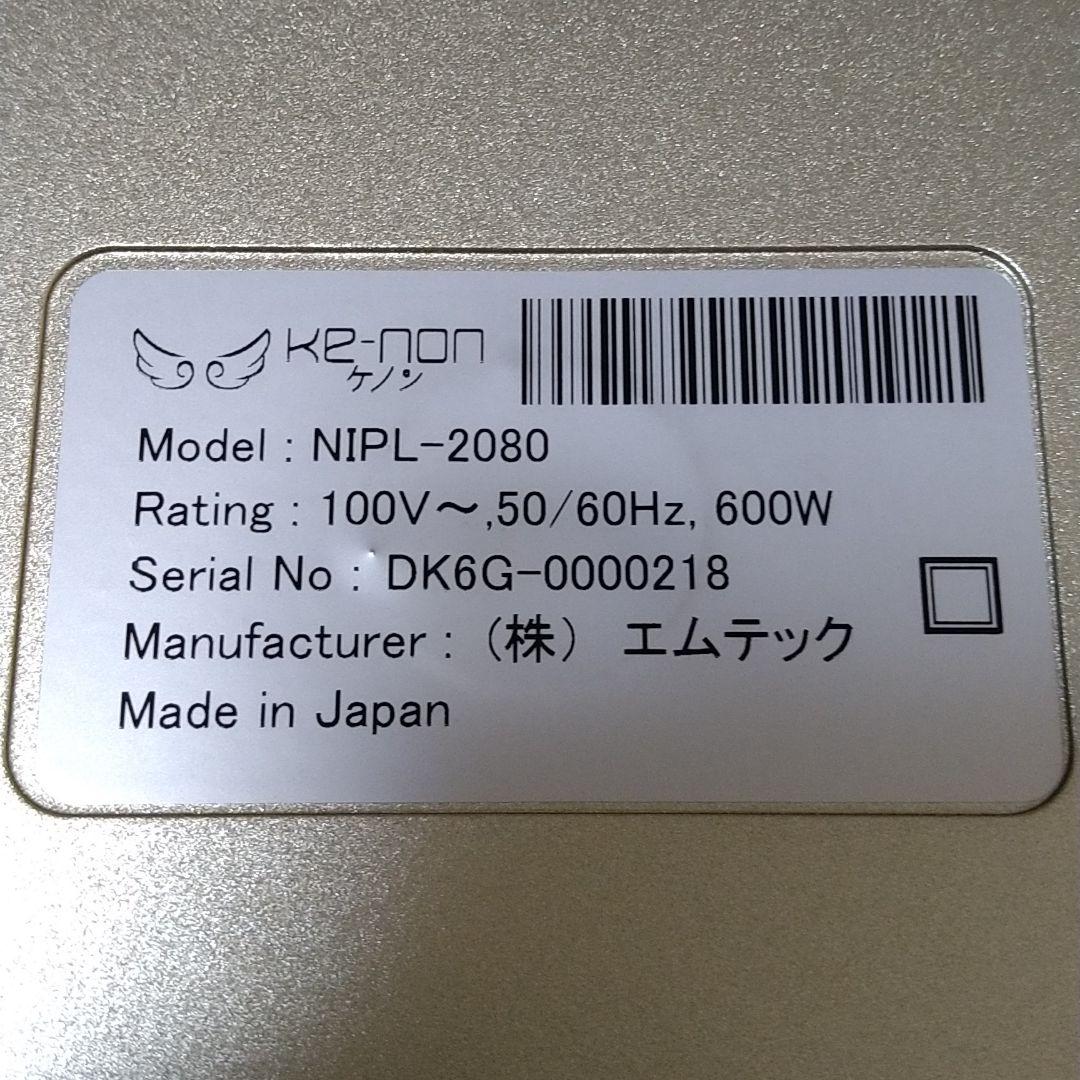 Ke-non
ケノン
Model : NIPL-2080
Rating : 100V～,50/60Hz, 600W
Serial No : DK6G-0000218
Manufacturer :（株） エムテック
Made in Japan